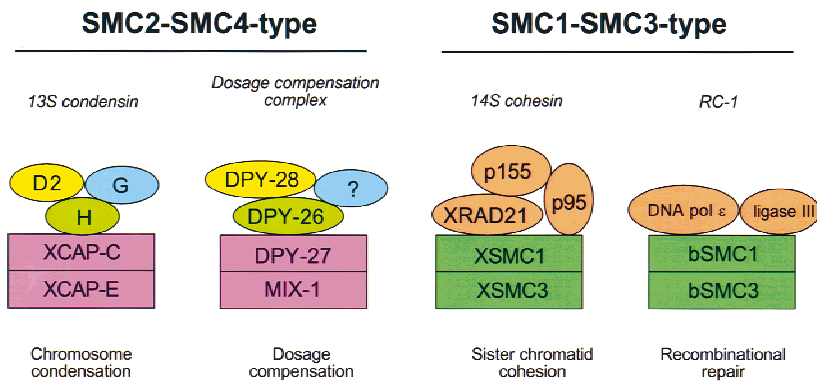 SMC2-SMC4-type
SMC1-SMC3-type
13S condensin
Dosage compensation
complex
14S cohesin
RC-1
D2
G
H
XCAP-C
XCAP-E
DPY-28
?
DPY-26
DPY-27
MIX-1
p155
p95
XRAD21
XSMC1
XSMC3
DNA pol ε
ligase III
bSMC1
bSMC3
Chromosome
condensation
Dosage
compensation
Sister chromatid
cohesion
Recombinational
repair